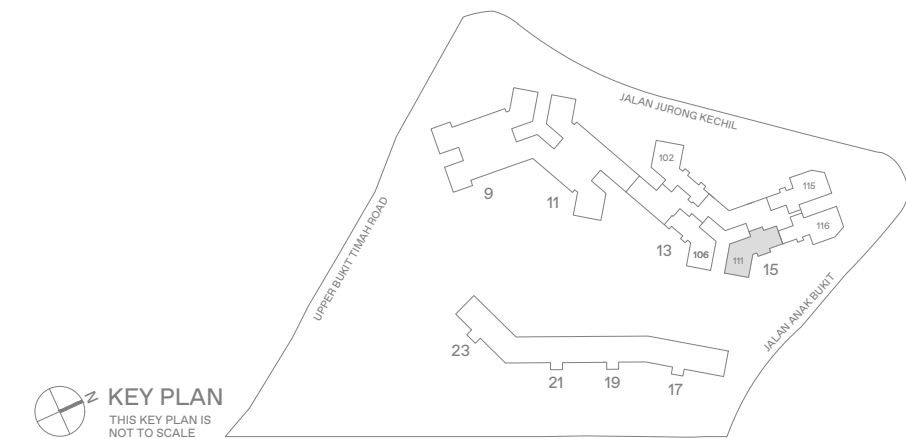 JALAN JURONG KECHIL
102
115
116
9
11
13
106
111
15
UPPER BUKIT TIMAH ROAD
JALAN ANAK BUKIT
23
21
19
17
N
KEY PLAN
THIS KEY PLAN IS
NOT TO SCALE